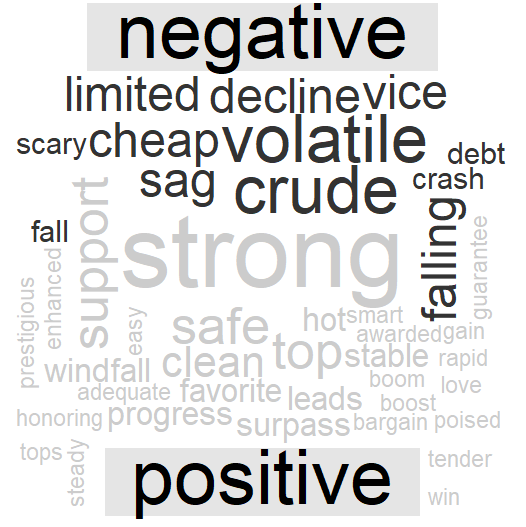 negative
limited decline vice
scary cheap volatile debt
sag crude crash
fall support strong falling guarantee
prestigious enhanced easy safe hot smart
awarded gain
windfall clean top stable rapid
adequate favorite leads boom love
honoring progress surpass boost bargain poised
tops steady positive tender
win